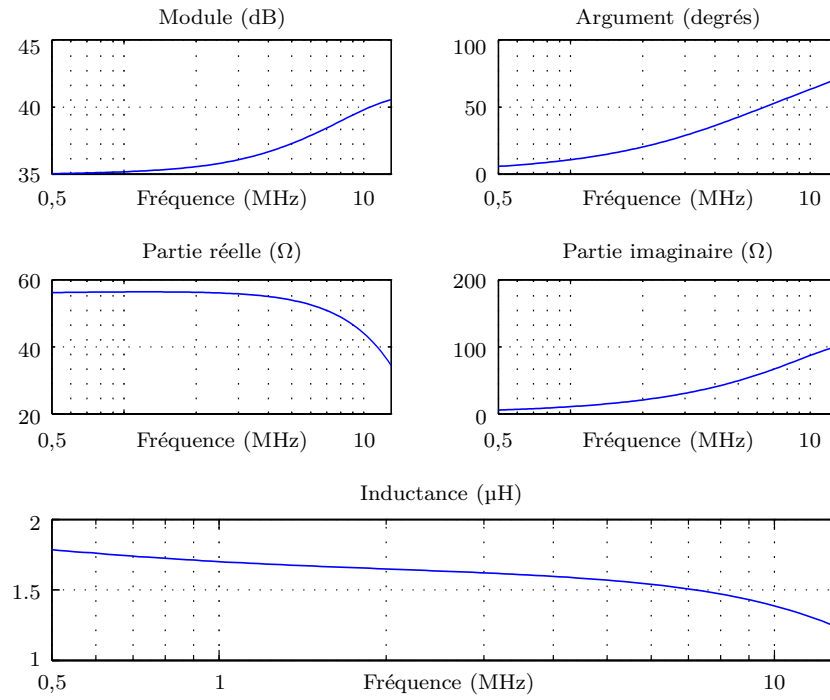 Module (dB)
45
40
35
0,5
Fréquence (MHz)
10
Argument (degrés)
100
50
0
0,5
Fréquence (MHz)
10
Partie réelle (Ω)
60
40
20
0,5
Fréquence (MHz)
10
Partie imaginaire (Ω)
200
100
0
0,5
Fréquence (MHz)
10
Inductance (µH)
2
1.5
1
0,5
1
Fréquence (MHz)
10